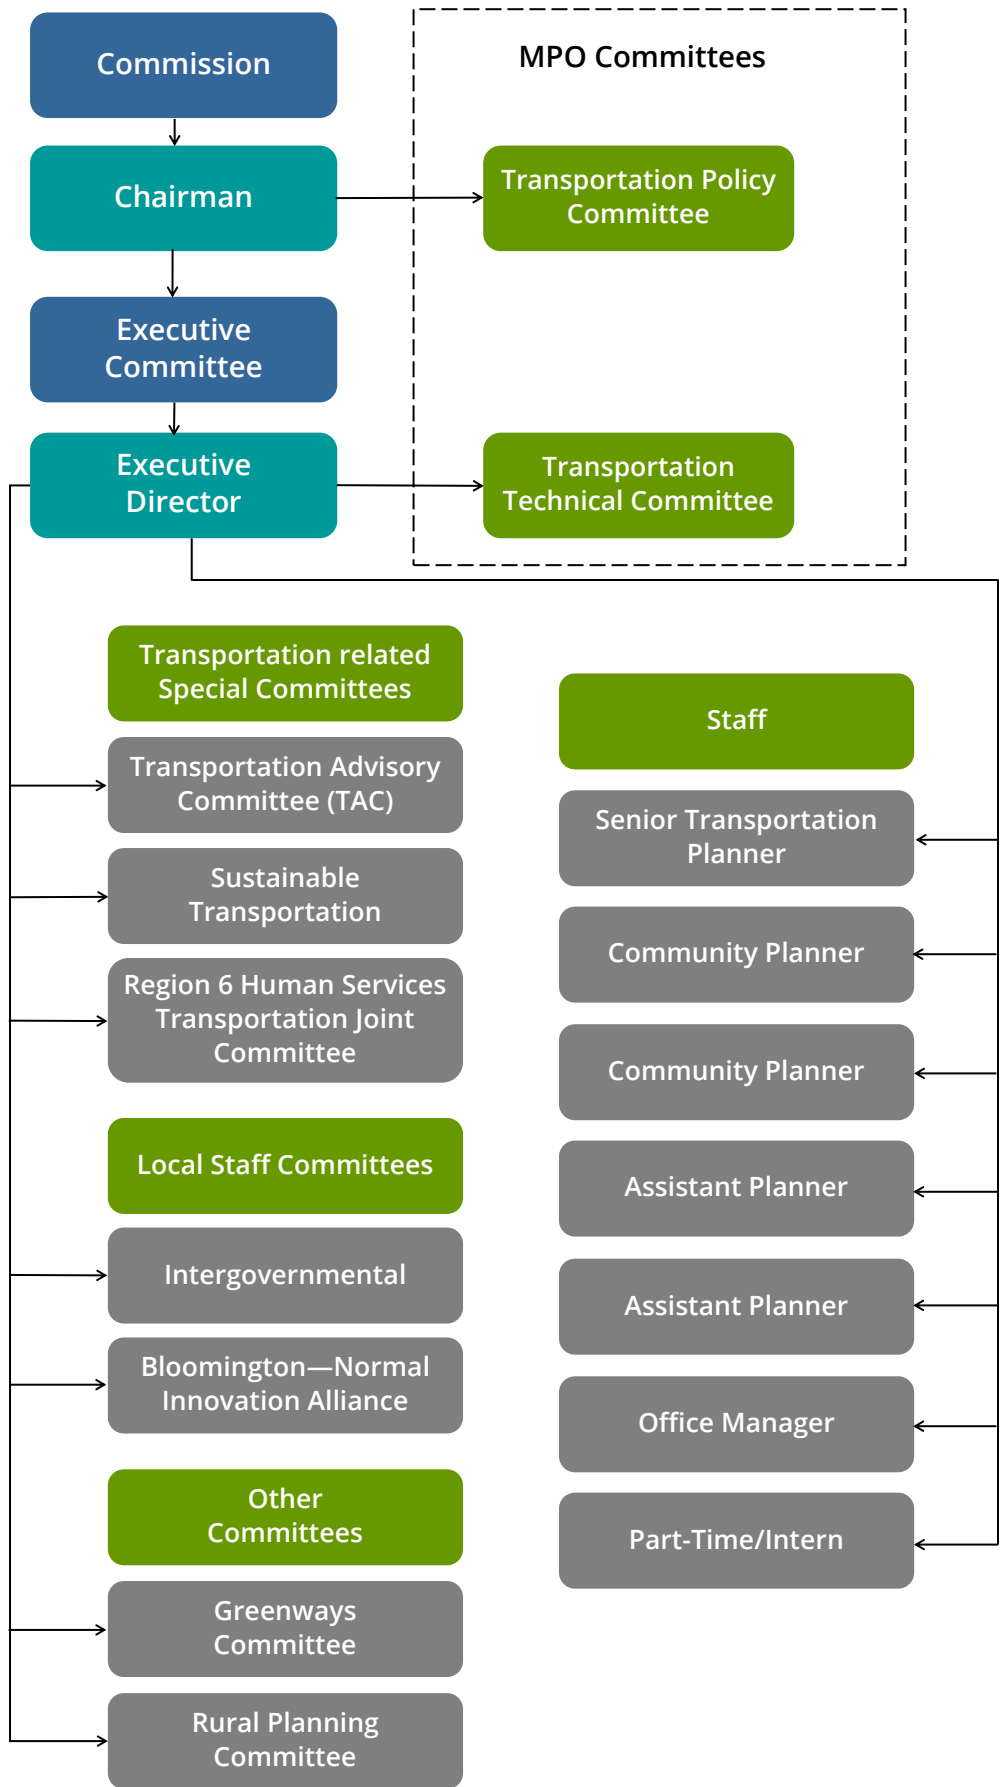 Commission
MPO Committees
Chairman
Transportation Policy
Committee
Executive
Committee
Executive
Director
Transportation
Technical Committee
Transportation related
Special Committees
Transportation Advisory
Committee (TAC)
Sustainable
Transportation
Region 6 Human Services
Transportation Joint
Committee
Local Staff Committees
Intergovernmental
Bloomington—Normal
Innovation Alliance
Other
Committees
Greenways
Committee
Rural Planning
Committee
Staff
Senior Transportation
Planner
Community Planner
Community Planner
Assistant Planner
Assistant Planner
Office Manager
Part-Time/Intern